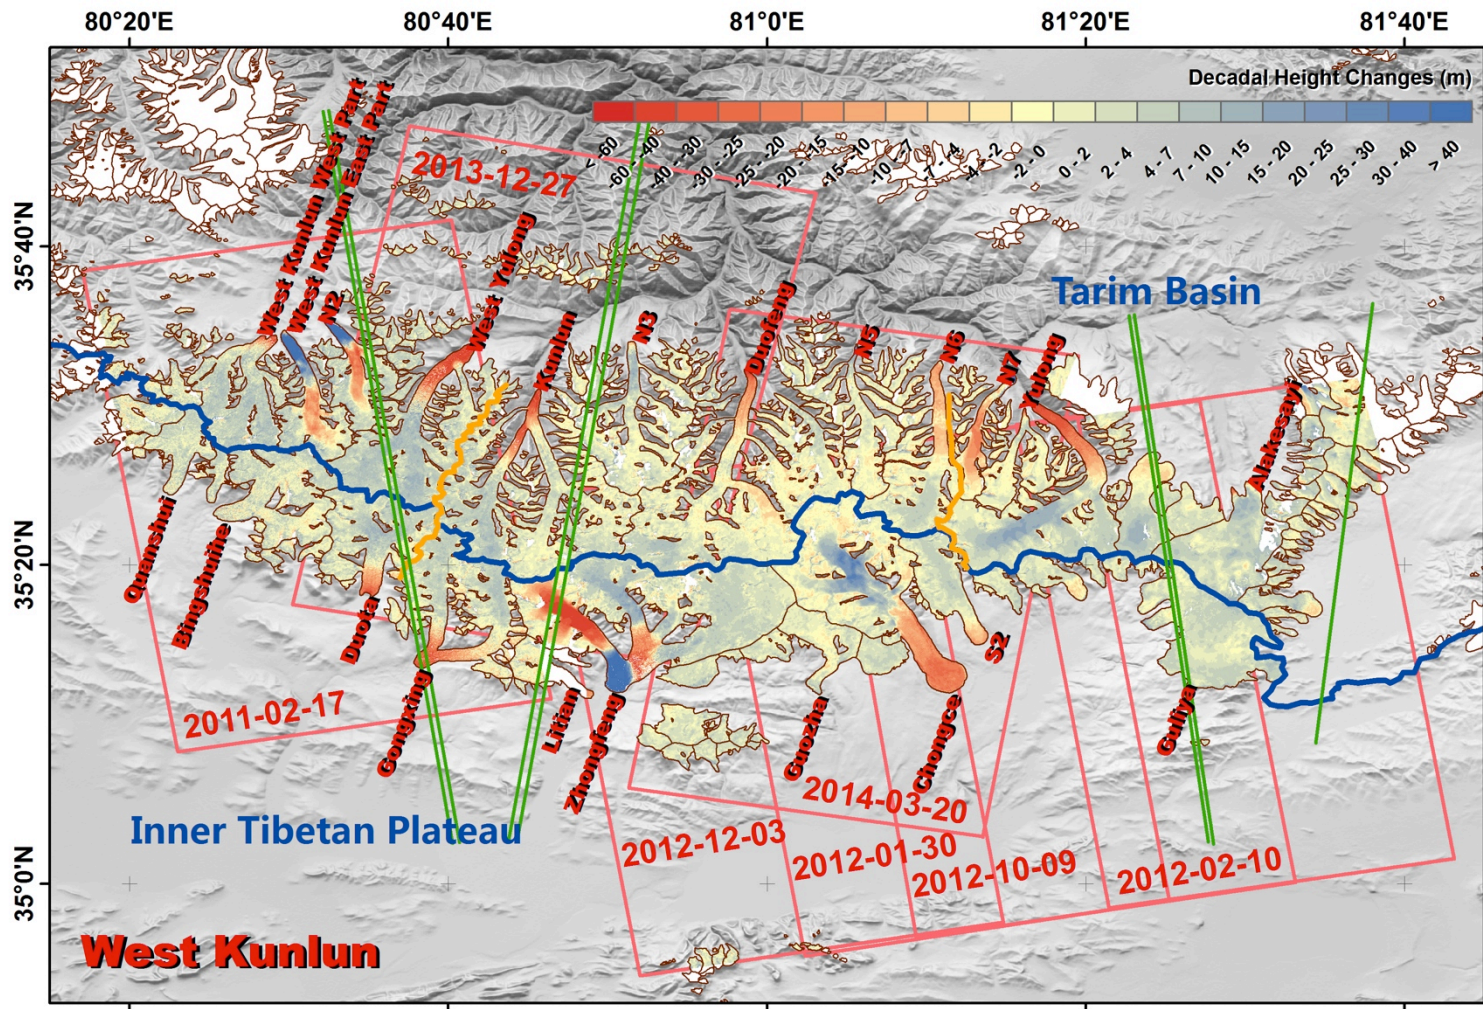 80°20'E
80°40'E
81°0'E
81°20'E
81°40'E
Decadal Height Changes (m)
< -60
-60 - -40
-40 - -30
-30 - -25
-25 - -20
-20 - -15
-15 - -10
-10 - -7
-7 - -4
-4 - -2
-2 - 0
0 - 2
2 - 4
4 - 7
7 - 10
10 - 15
15 - 20
20 - 25
25 - 30
30 - 40
> 40
35°40'N
35°20'N
35°0'N
2013-12-27
West Kunlun West Part
West Kunlun East Part
N2
West Yulong
Kunlun
N3
Duofeng
N5
N6
N7
Yulong
Tarim Basin
Alakesayi
Quanshui
Bingshuihe
Duota
Gongxing
Litian
Zhongfeng
Guozha
Chongce
S2
Guliya
2011-02-17
2014-03-20
2012-12-03
2012-01-30
2012-10-09
2012-02-10
Inner Tibetan Plateau
West Kunlun